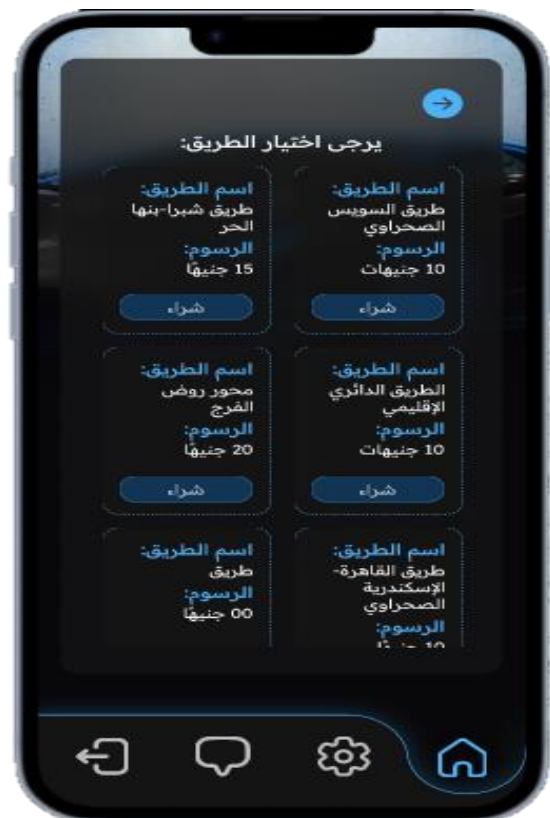 يرجى اختيار الطريق:
اسم الطريق:
طريق السويس
الصحراوي
الرسوم:
10 جنيهات
شراء
اسم الطريق:
طريق شبرا-بنها
الحر
الرسوم:
15 جنيهًا
شراء
اسم الطريق:
الطريق الدائري
الإقليمي
الرسوم:
10 جنيهات
شراء
اسم الطريق:
محور روض
الفرج
الرسوم:
20 جنيهًا
شراء
اسم الطريق:
طريق القاهرة-
الإسكندرية
الصحراوي
الرسوم:
10
اسم الطريق:
طريق
الرسوم:
00 جنيهًا